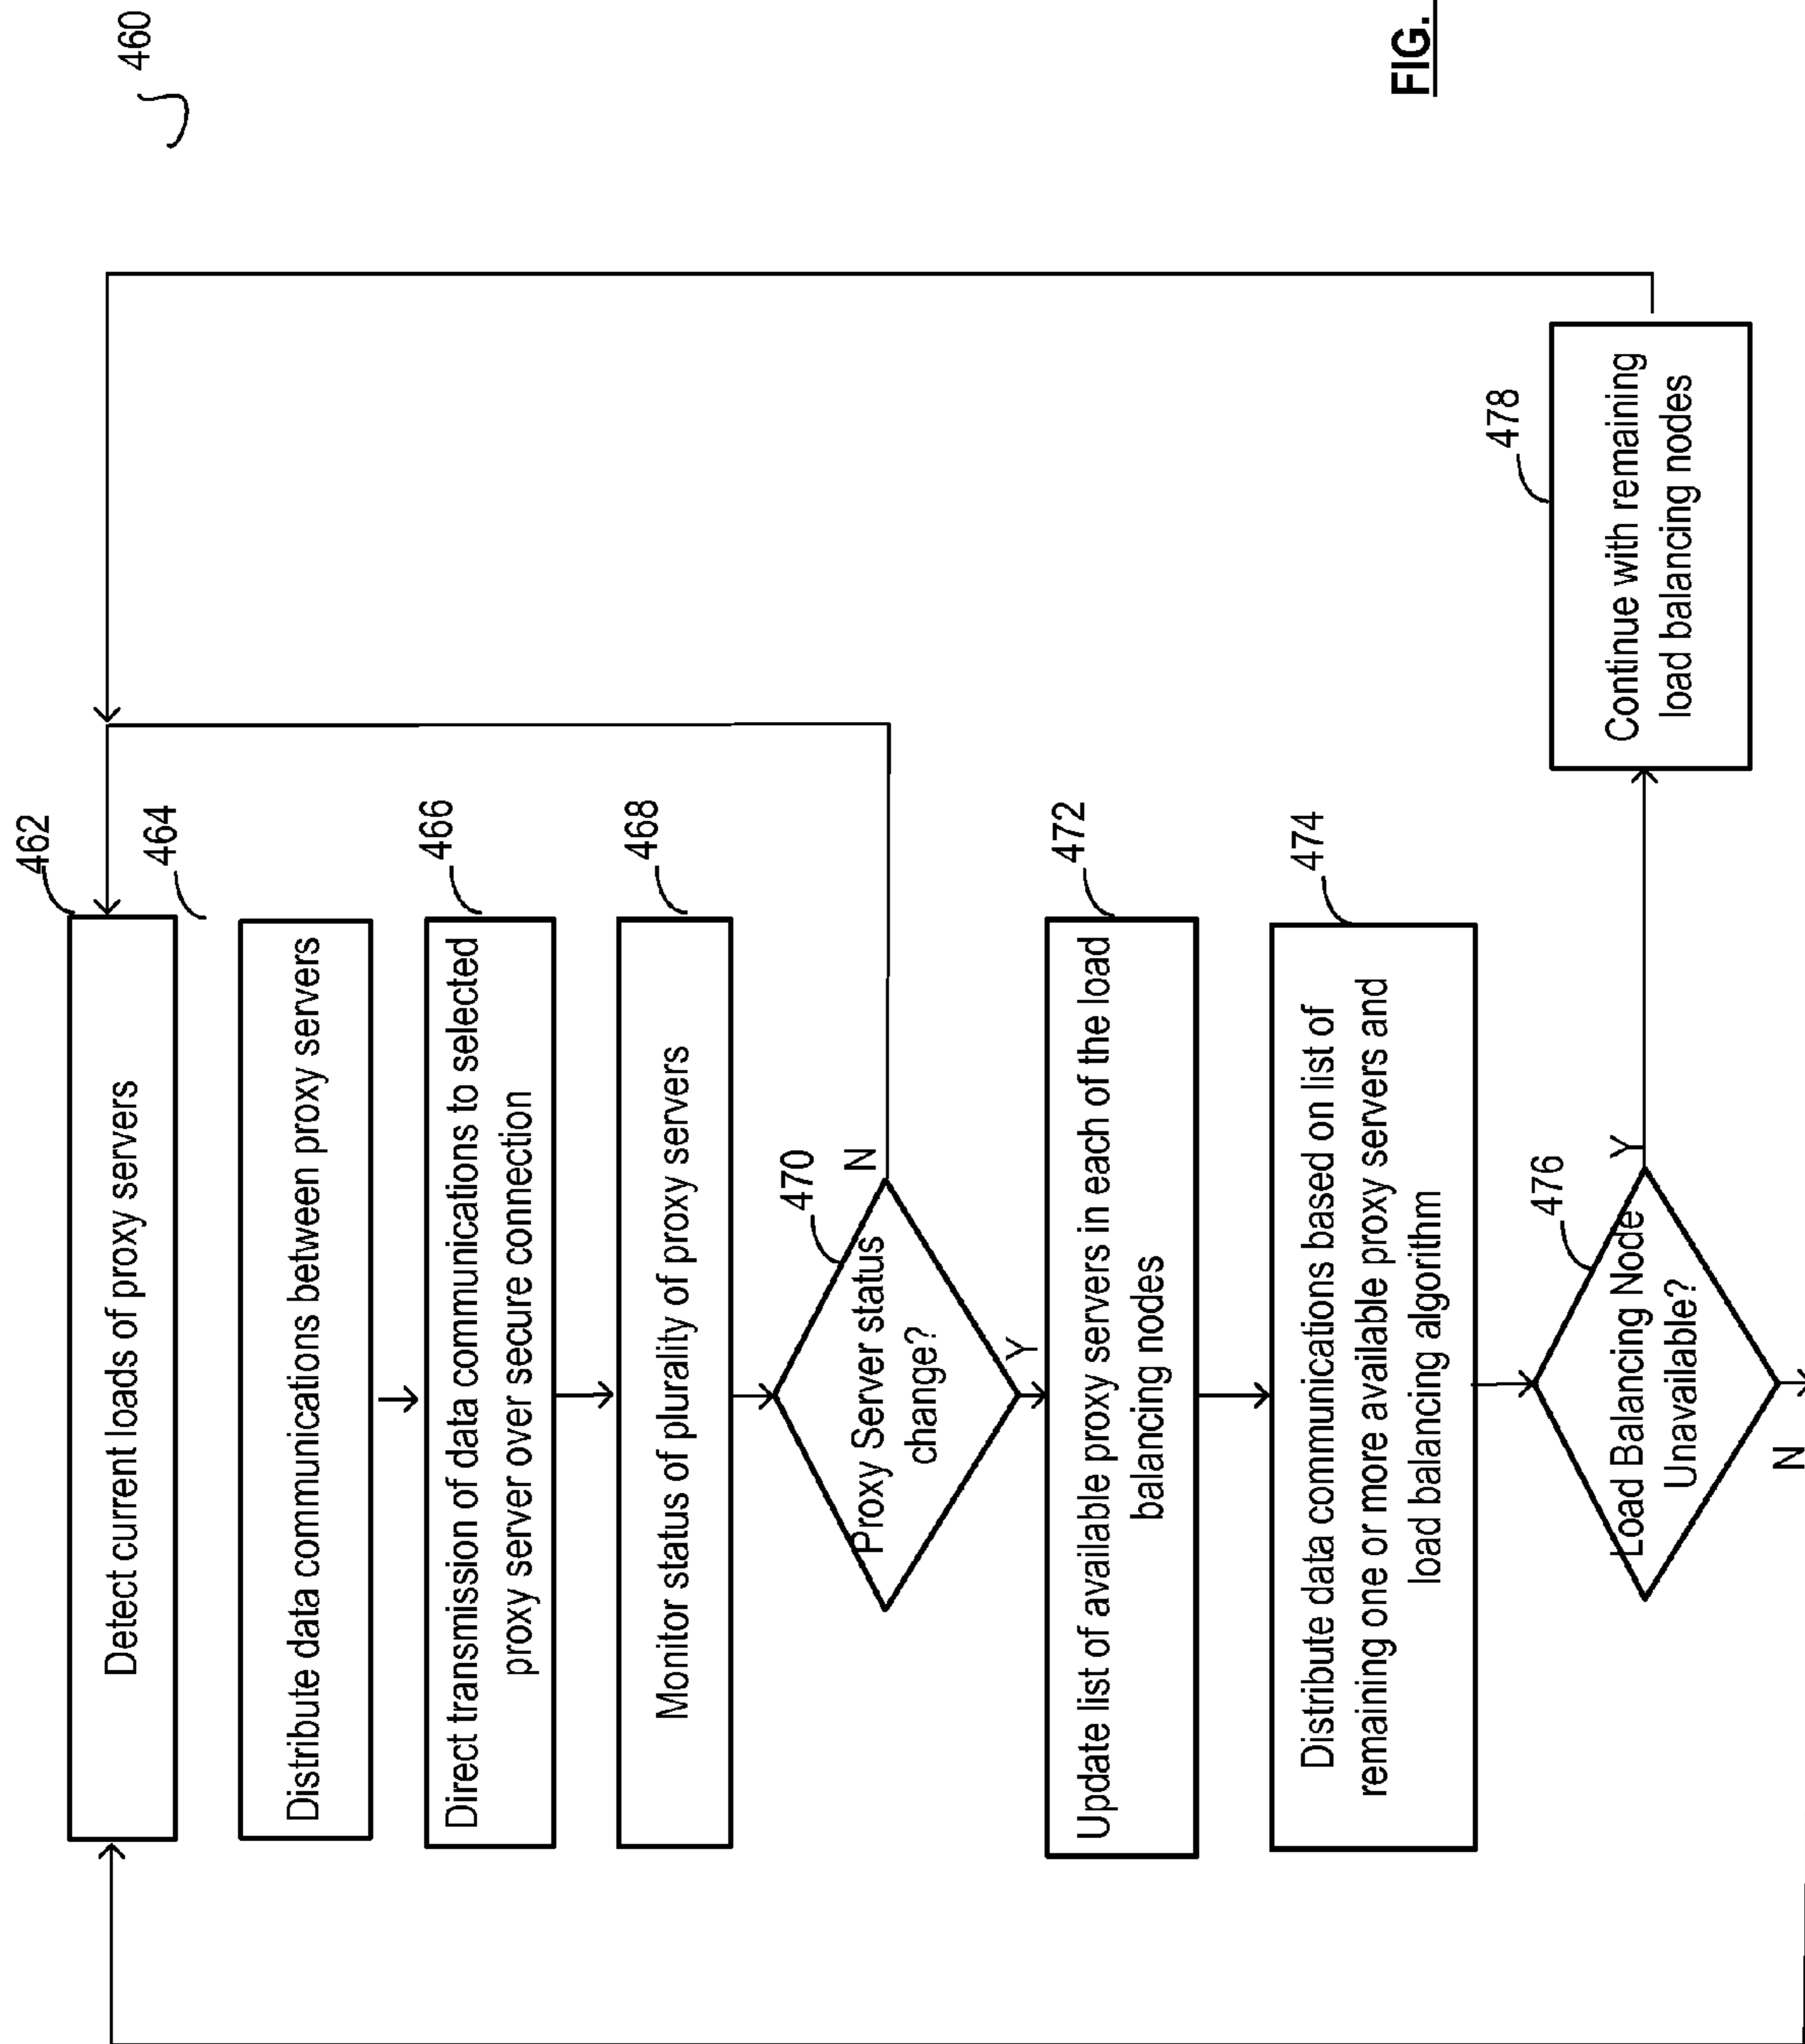 460
462
Detect current loads of proxy servers
464
Distribute data communications between proxy servers
466
Direct transmission of data communications to selected
proxy server over secure connection
468
Monitor status of plurality of proxy servers
470
Proxy Server status
change?
N
Y
472
Update list of available proxy servers in each of the load
balancing nodes
474
Distribute data communications based on list of
remaining one or more available proxy servers and
load balancing algorithm
476
Load Balancing Node
Unavailable?
Y
N
478
Continue with remaining
load balancing nodes
FIG.